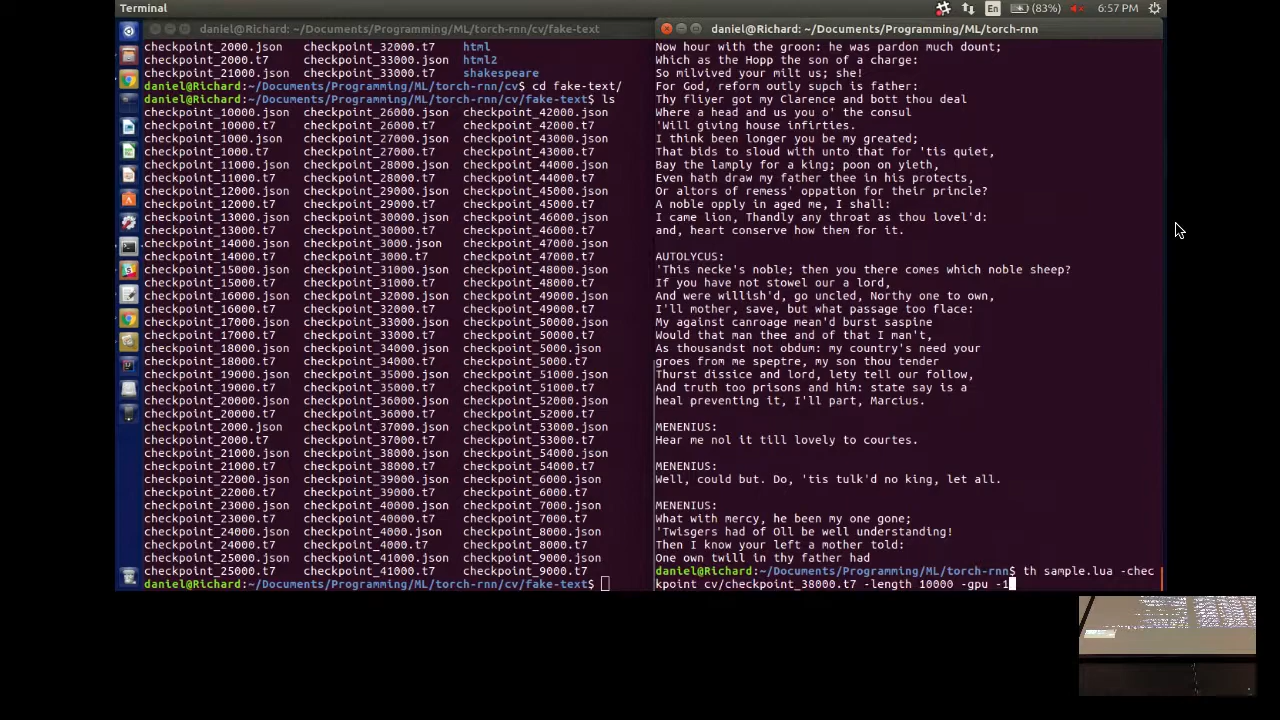 Terminal
En
(83%)
6:57 PM
daniel@Richard: ~/Documents/Programming/ML/torch-rnn/cv/fake-text
checkpoint_2000.json checkpoint_32000.t7 html
checkpoint_2000.t7 checkpoint_33000.json html2
checkpoint_21000.json checkpoint_33000.t7 shakespeare
daniel@Richard:~/Documents/Programming/ML/torch-rnn/cv$ cd fake-text/
daniel@Richard:~/Documents/Programming/ML/torch-rnn/cv/fake-text$ ls
checkpoint_10000.json checkpoint_26000.json checkpoint_42000.json
checkpoint_10000.t7 checkpoint_26000.t7 checkpoint_42000.t7
checkpoint_1000.json checkpoint_27000.json checkpoint_43000.json
checkpoint_1000.t7 checkpoint_27000.t7 checkpoint_43000.t7
checkpoint_11000.json checkpoint_28000.json checkpoint_44000.json
checkpoint_11000.t7 checkpoint_28000.t7 checkpoint_44000.t7
checkpoint_12000.json checkpoint_29000.json checkpoint_45000.json
checkpoint_12000.t7 checkpoint_29000.t7 checkpoint_45000.t7
checkpoint_13000.json checkpoint_30000.json checkpoint_46000.json
checkpoint_13000.t7 checkpoint_30000.t7 checkpoint_46000.t7
checkpoint_14000.json checkpoint_3000.json checkpoint_47000.json
checkpoint_14000.t7 checkpoint_3000.t7 checkpoint_47000.t7
checkpoint_15000.json checkpoint_31000.json checkpoint_48000.json
checkpoint_15000.t7 checkpoint_31000.t7 checkpoint_48000.t7
checkpoint_16000.json checkpoint_32000.json checkpoint_49000.json
checkpoint_16000.t7 checkpoint_32000.t7 checkpoint_49000.t7
checkpoint_17000.json checkpoint_33000.json checkpoint_50000.json
checkpoint_17000.t7 checkpoint_33000.t7 checkpoint_50000.t7
checkpoint_18000.json checkpoint_34000.json checkpoint_5000.json
checkpoint_18000.t7 checkpoint_34000.t7 checkpoint_5000.t7
checkpoint_19000.json checkpoint_35000.json checkpoint_51000.json
checkpoint_19000.t7 checkpoint_35000.t7 checkpoint_51000.t7
checkpoint_20000.json checkpoint_36000.json checkpoint_52000.json
checkpoint_20000.t7 checkpoint_36000.t7 checkpoint_52000.t7
checkpoint_2000.json checkpoint_37000.json checkpoint_53000.json
checkpoint_2000.t7 checkpoint_37000.t7 checkpoint_53000.t7
checkpoint_21000.json checkpoint_38000.json checkpoint_54000.json
checkpoint_21000.t7 checkpoint_38000.t7 checkpoint_54000.t7
checkpoint_22000.json checkpoint_39000.json checkpoint_6000.json
checkpoint_22000.t7 checkpoint_39000.t7 checkpoint_6000.t7
checkpoint_23000.json checkpoint_40000.json checkpoint_7000.json
checkpoint_23000.t7 checkpoint_40000.t7 checkpoint_7000.t7
checkpoint_24000.json checkpoint_4000.json checkpoint_8000.json
checkpoint_24000.t7 checkpoint_4000.t7 checkpoint_8000.t7
checkpoint_25000.json checkpoint_41000.json checkpoint_9000.json
checkpoint_25000.t7 checkpoint_41000.t7 checkpoint_9000.t7
daniel@Richard:~/Documents/Programming/ML/torch-rnn/cv/fake-text$
daniel@Richard: ~/Documents/Programming/ML/torch-rnn
Now hour with the groon: he was pardon much dount;
Which as the Hopp the son of a charge:
So milvived your milt us; she!
For God, reform outly supch is father:
Thy fliyer got my Clarence and bott thou deal
Where a head and us you o' the consul
'Will giving house infirties.
I think been longer you be my greated;
That bids to sloud with unto that for 'tis quiet,
Bay the lamply for a king; poon on yieth,
Even hath draw my father thee in his protects,
Or altors of remess' oppation for their princle?
A noble opply in aged me, I shall:
I came lion, Thandly any throat as thou lovel'd:
and, heart conserve how them for it.
AUTOLYCUS:
'This necke's noble; then you there comes which noble sheep?
If you have not stowel our a lord,
And were willish'd, go uncled, Northy one to own,
I'll mother, save, but what passage too flace:
My against canroage mean'd burst saspine
Would that man thee and of that I man't,
As thousandst not obdum: my country's need your
groes from me speptre, my son thou tender
Thurst dissice and lord, lety tell our follow,
And truth too prisons and him: state say is a
heal preventing it, I'll part, Marcius.
MENENIUS:
Hear me nol it till lovely to courtes.
MENENIUS:
Well, could but. Do, 'tis tulk'd no king, let all.
MENENIUS:
What with mercy, he been my one gone;
'Twisgers had of Oll be well understanding!
Then I know your left a mother told:
One own twill in thy father had
daniel@Richard:~/Documents/Programming/ML/torch-rnn$ th sample.lua -chec
kpoint cv/checkpoint_38000.t7 -length 10000 -gpu -1